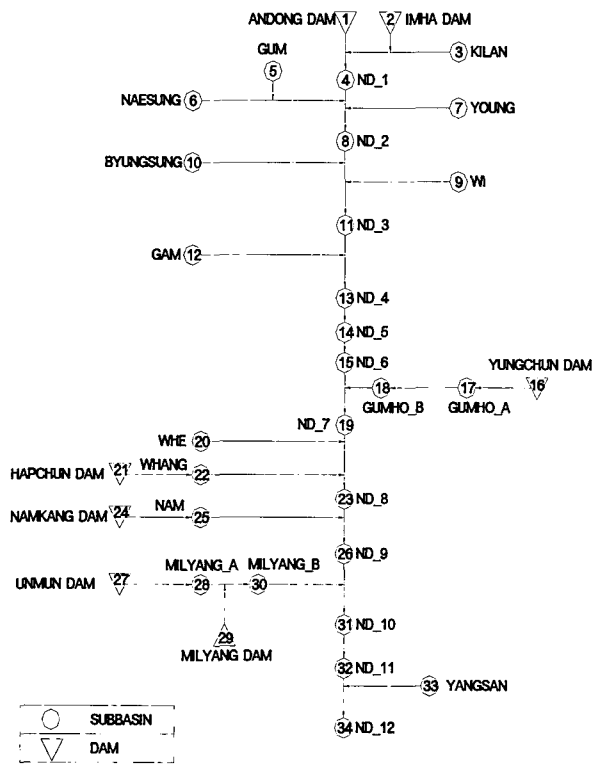 ANDONG DAM 1 2 IMHA DAM
GUM 3 KILAN
5 4 ND_1
NAESUNG 6 7 YOUNG
8 ND_2
BYUNGSUNG 10
9 WI
11 ND_3
GAM 12
13 ND_4
14 ND_5
15 ND_6
YUNGCHUN DAM
18 17 16
GUMHO_B GUMHO_A
ND_7 19
WHE 20
HAPCHUN DAM 21 WHANG 22
23 ND_8
NAMKANG DAM 24 NAM 25
26 ND_9
MILYANG_A MILYANG_B
UNMUN DAM 27 28 30
31 ND_10
29
MILYANG DAM
32 ND_11
33 YANGSAN
34 ND_12
SUBBASIN
DAM